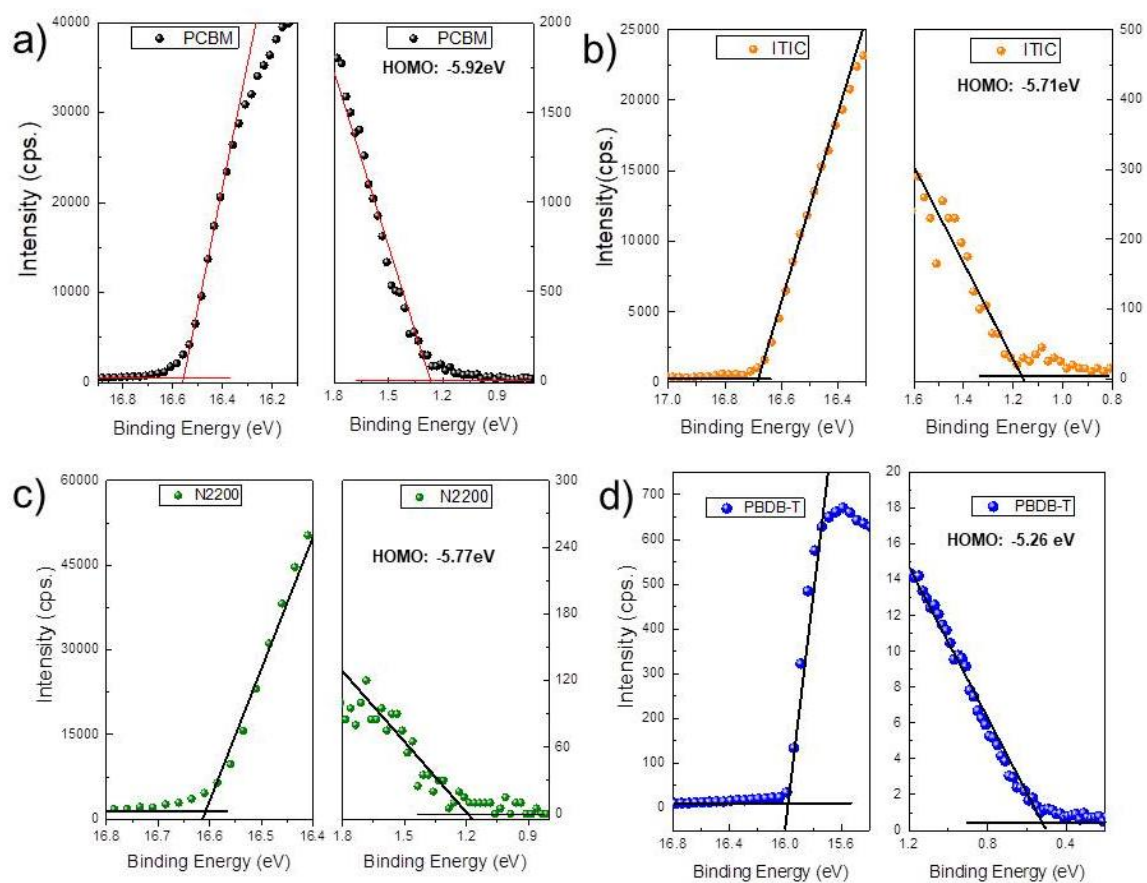 a)
PCBM
40000
30000
20000
10000
0
Intensity (cps.)
16.8 16.6 16.4 16.2
Binding Energy (eV)
PCBM
HOMO: -5.92eV
2000
1500
1000
500
0
1.8 1.5 1.2 0.9
Binding Energy (eV)
b)
ITIC
25000
20000
15000
10000
5000
0
Intensity(cps.)
17.0 16.8 16.6 16.4
Binding Energy (eV)
ITIC
HOMO: -5.71eV
500
400
300
200
100
0
1.6 1.4 1.2 1.0 0.8
Binding Energy (eV)
c)
N2200
60000
45000
30000
15000
0
Intensity (cps.)
16.8 16.7 16.6 16.5 16.4
Binding Energy (eV)
N2200
HOMO: -5.77eV
300
240
180
120
60
0
1.8 1.5 1.2 0.9
Binding Energy (eV)
d)
PBDB-T
700
600
500
400
300
200
100
0
Intensity (cps.)
16.8 16.4 16.0 15.6
Binding Energy (eV)
PBDB-T
HOMO: -5.26 eV
20
18
16
14
12
10
8
6
4
2
0
1.2 0.8 0.4
Binding Energy (eV)